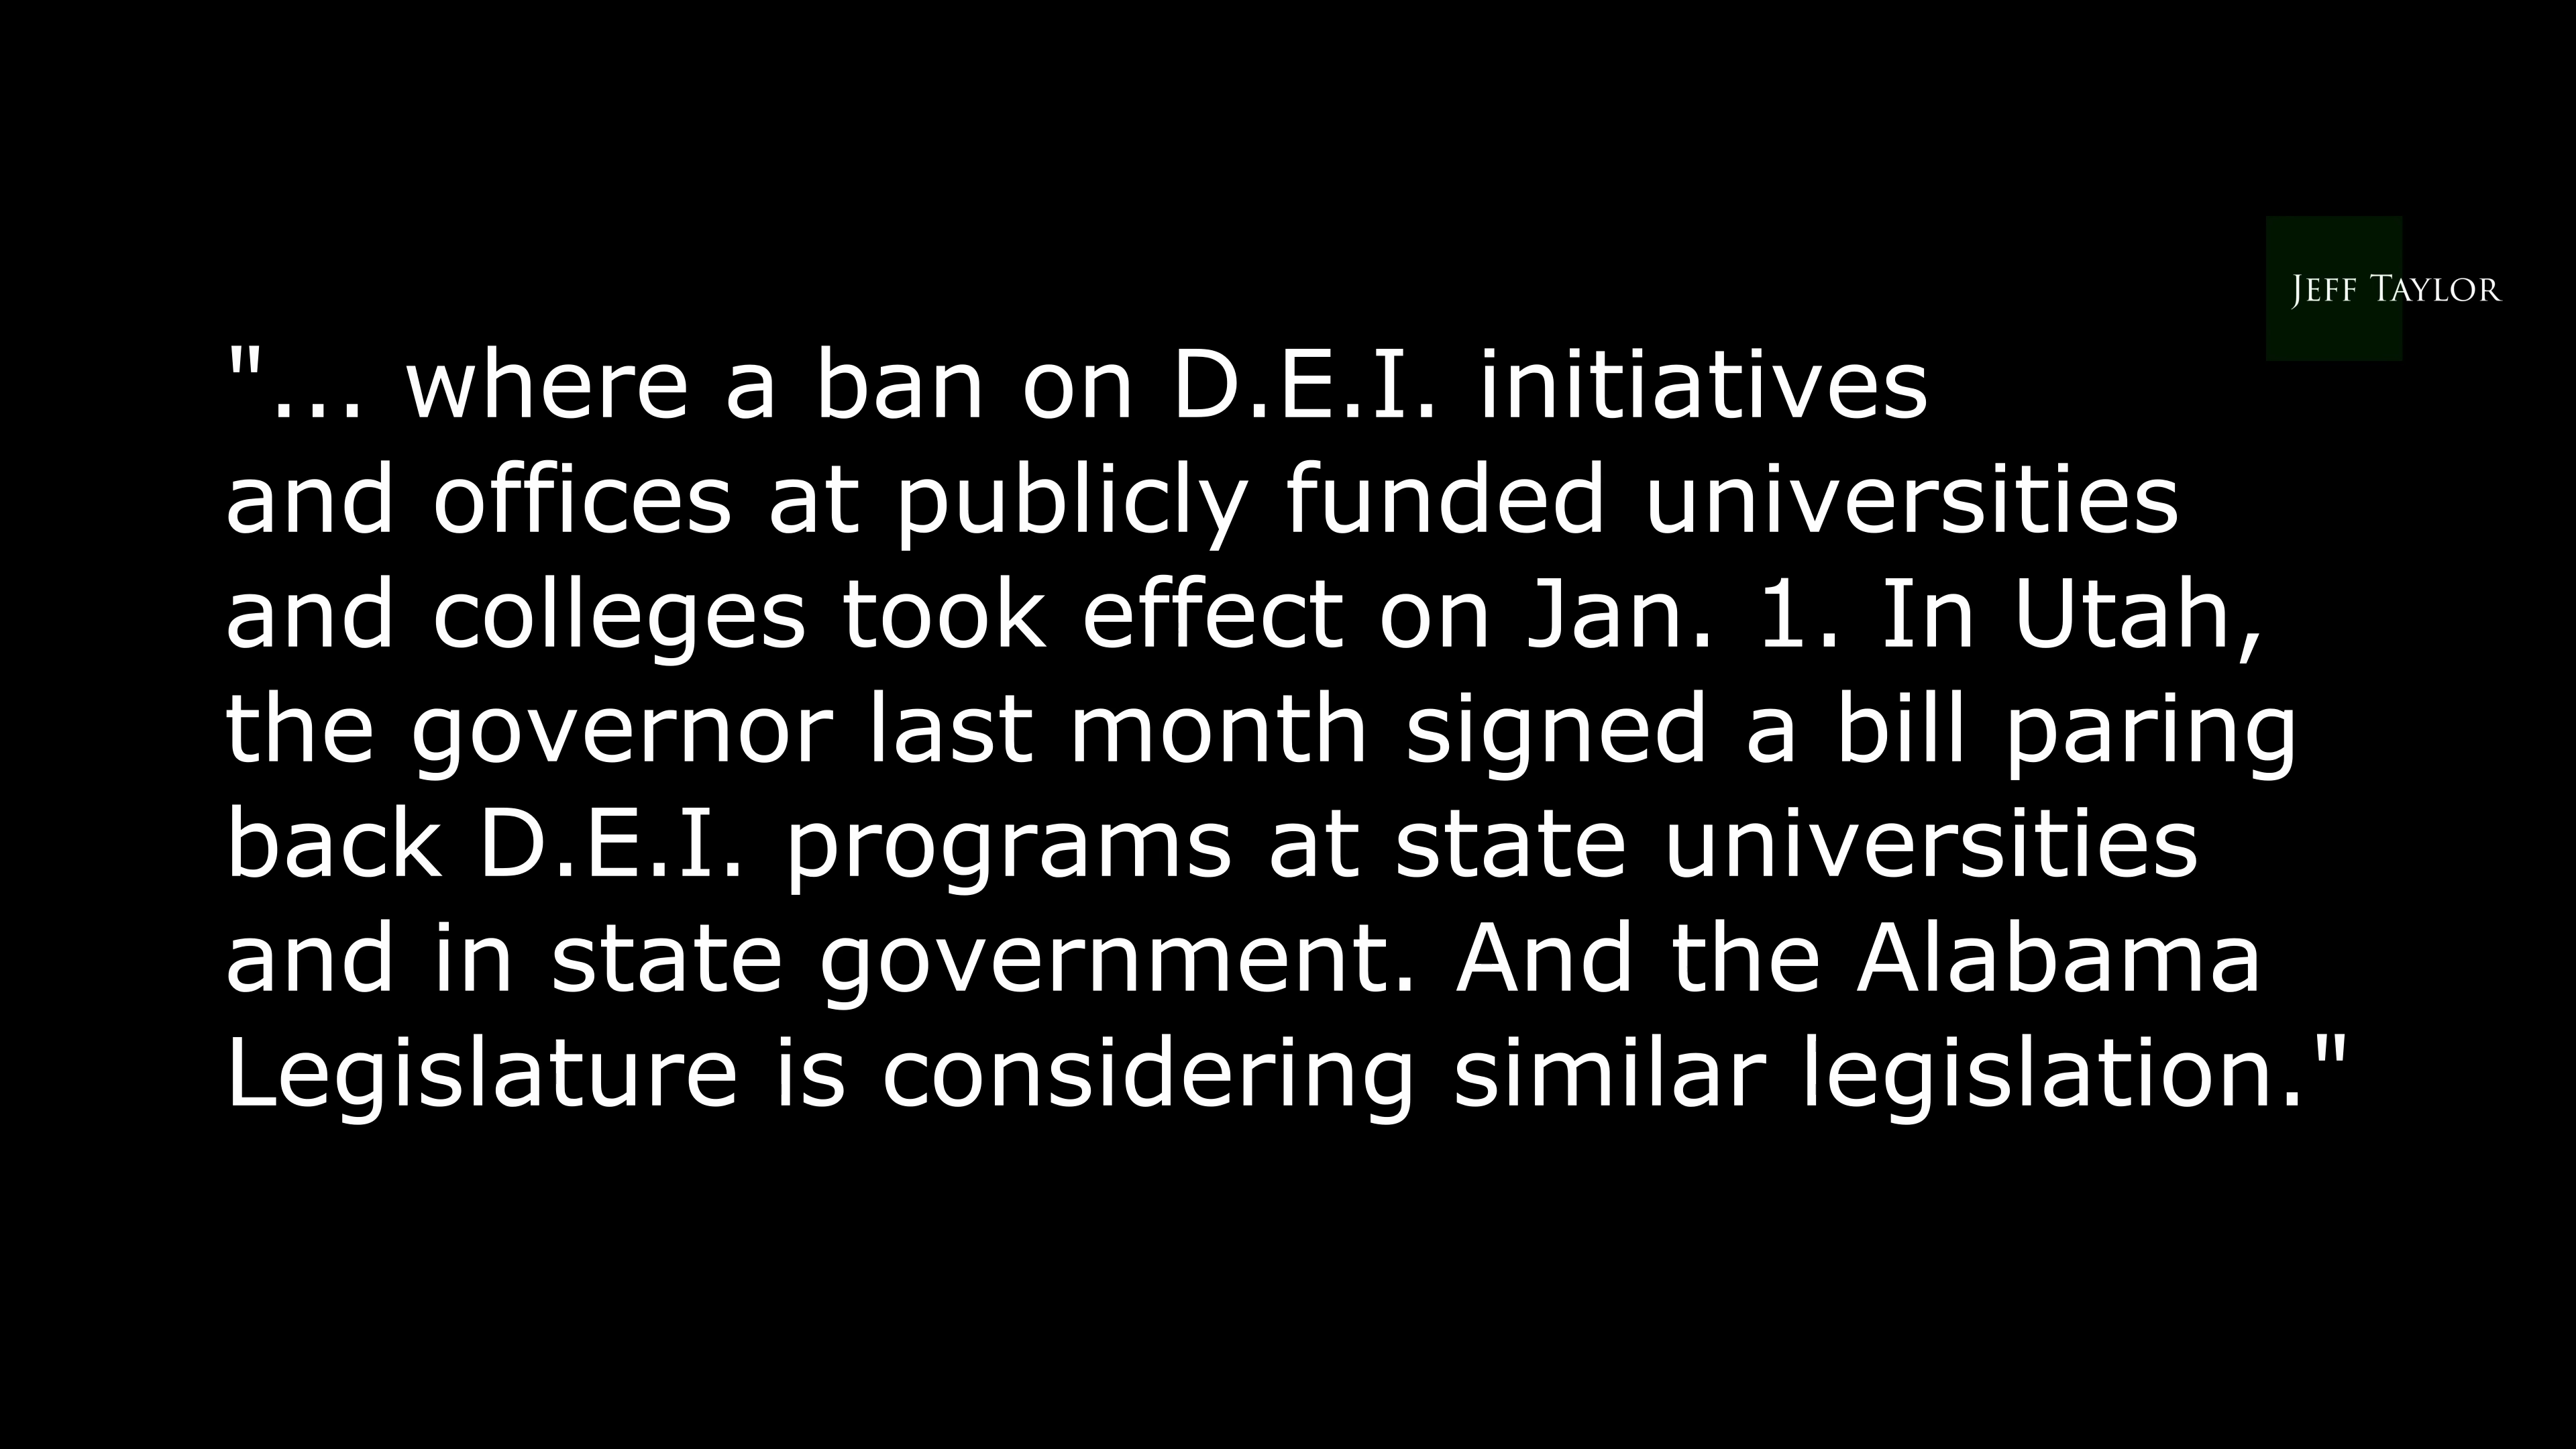 JEFF TAYLOR
"... where a ban on D.E.I. initiatives
and offices at publicly funded universities
and colleges took effect on Jan. 1. In Utah,
the governor last month signed a bill paring
back D.E.I. programs at state universities
and in state government. And the Alabama
Legislature is considering similar legislation."